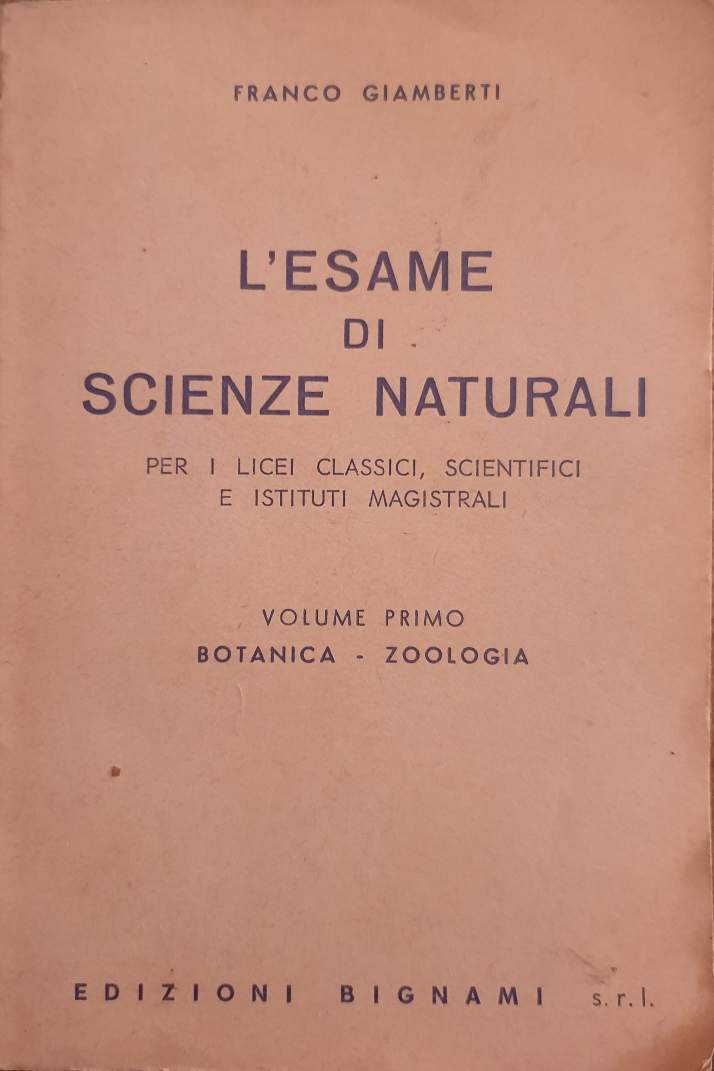 FRANCO GIAMBERTI
L'ESAME
DI
SCIENZE NATURALI
PER I LICEI CLASSICI, SCIENTIFICI
E ISTITUTI MAGISTRALI
VOLUME PRIMO
BOTANICA - ZOOLOGIA
EDIZIONI BIGNAMI s.r.l.